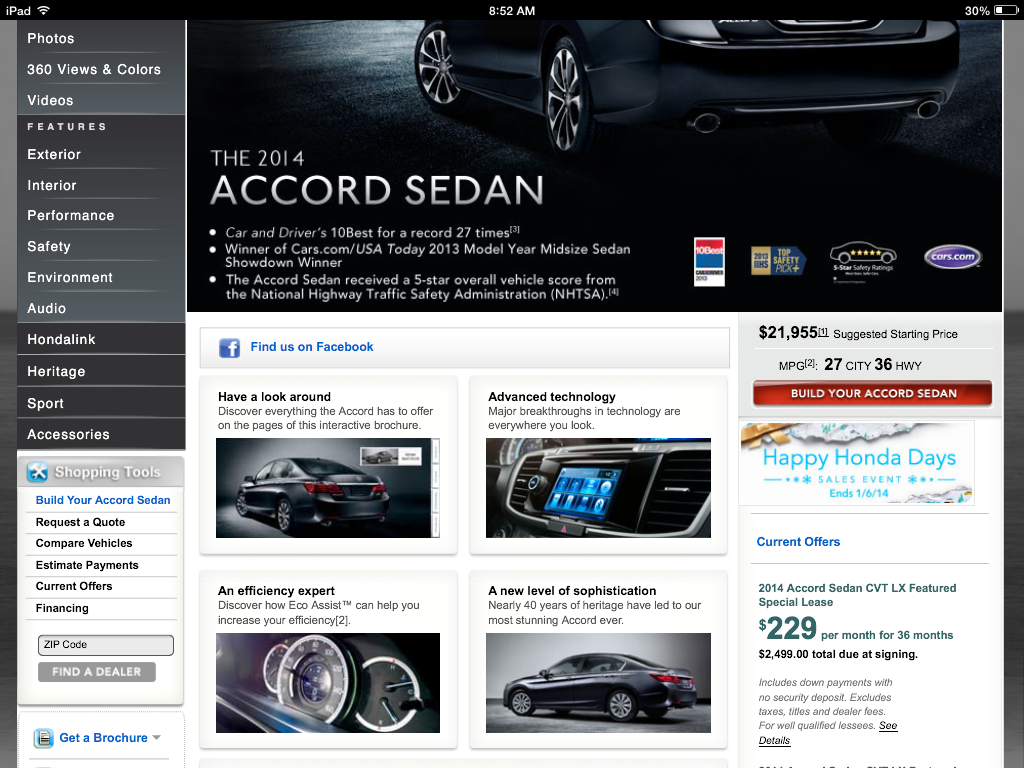 iPad
8:52 AM
30%
Photos
360 Views & Colors
Videos
FEATURES
Exterior
Interior
Performance
Safety
Environment
Audio
Hondalink
Heritage
Sport
Accessories
Shopping Tools
Build Your Accord Sedan
Request a Quote
Compare Vehicles
Estimate Payments
Current Offers
Financing
ZIP Code
FIND A DEALER
Get a Brochure
THE 2014
ACCORD SEDAN
• Car and Driver's 10Best for a record 27 times[3]
• Winner of Cars.com/USA Today 2013 Model Year Midsize Sedan
Showdown Winner
• The Accord Sedan received a 5-star overall vehicle score from
the National Highway Traffic Safety Administration (NHTSA).[4]
10Best
CAR AND DRIVER
2013
2013
IIHS
TOP
SAFETY
PICK+
5-Star Safety Ratings
cars.com
Find us on Facebook
Have a look around
Discover everything the Accord has to offer
on the pages of this interactive brochure.
Advanced technology
Major breakthroughs in technology are
everywhere you look.
An efficiency expert
Discover how Eco Assist™ can help you
increase your efficiency[2].
A new level of sophistication
Nearly 40 years of heritage have led to our
most stunning Accord ever.
$21,955[1] Suggested Starting Price
MPG[2]: 27 CITY 36 HWY
BUILD YOUR ACCORD SEDAN
Happy Honda Days
SALES EVENT
Ends 1/6/14
Current Offers
2014 Accord Sedan CVT LX Featured
Special Lease
$229 per month for 36 months
$2,499.00 total due at signing.
Includes down payments with
no security deposit. Excludes
taxes, titles and dealer fees.
For well qualified lessees. See
Details